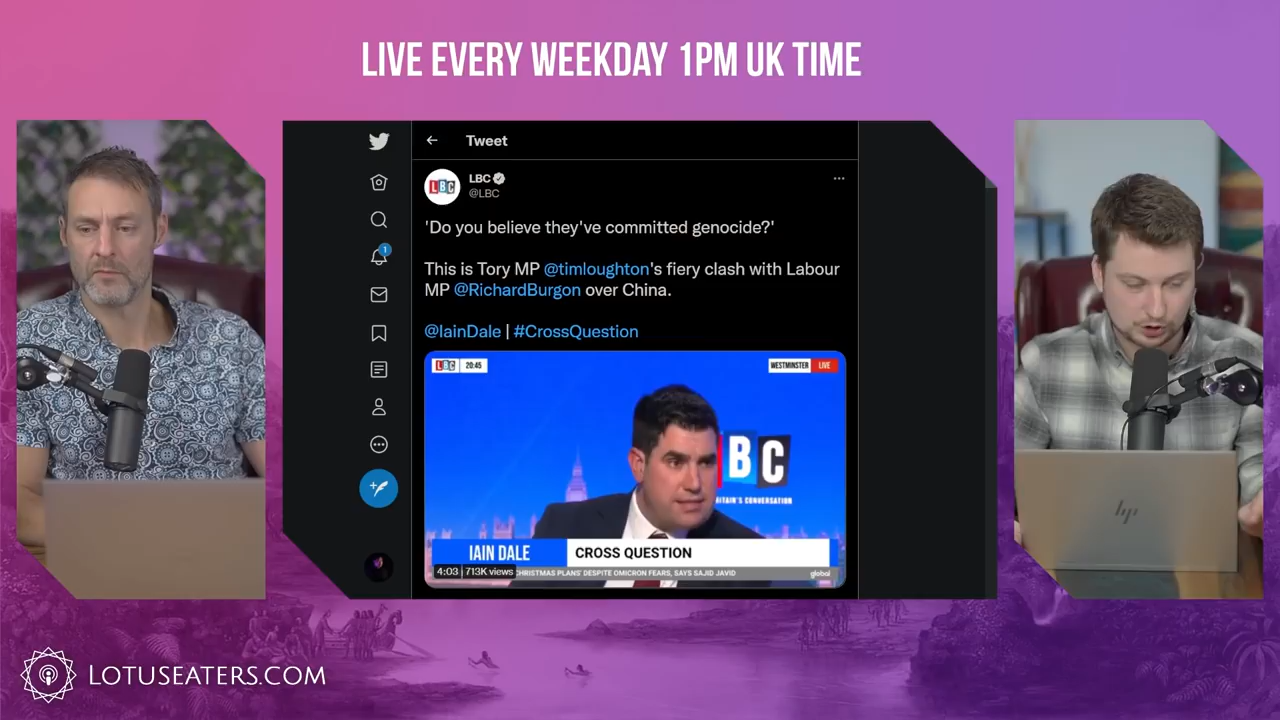 LIVE EVERY WEEKDAY 1PM UK TIME
Tweet
LBC
LBC
@LBC
'Do you believe they've committed genocide?'
This is Tory MP @timloughton's fiery clash with Labour
MP @RichardBurgon over China.
@IainDale | #CrossQuestion
1
LBC 20:45
WESTMINSTER LIVE
BC
BRITAIN'S CONVERSATION
IAIN DALE
CROSS QUESTION
4:03 713K views
CHRISTMAS PLANS' DESPITE OMICRON FEARS, SAYS SAJID JAVID
global
hp
LOTUSEATERS.COM